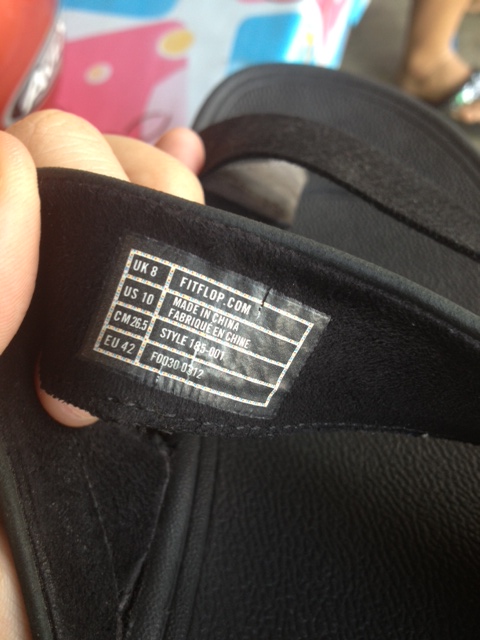 UK 8
US 10
CM 26.5
EU 42
FITFLOP.COM
MADE IN CHINA
FABRIQUE EN CHINE
STYLE 185-001
F0030 0312